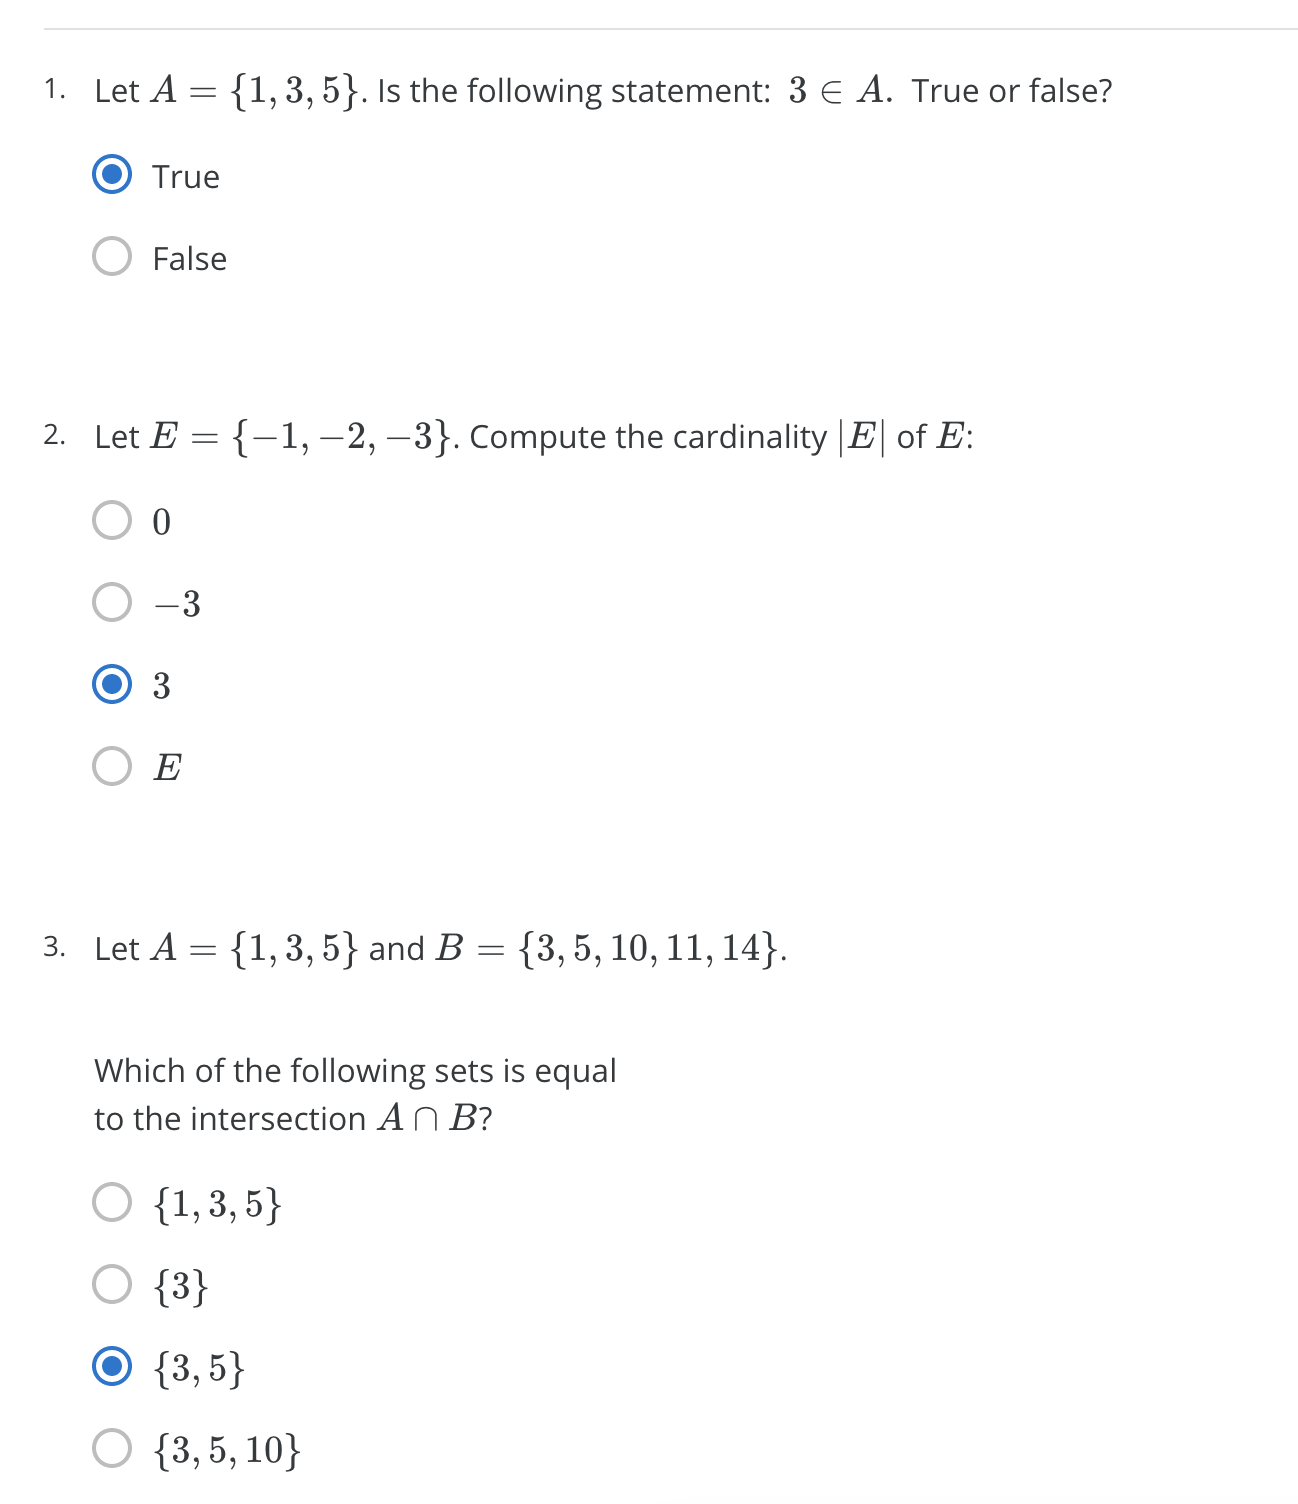 1. Let A = {1, 3, 5}. Is the following statement: 3 ∈ A. True or false?
True
False
2. Let E = {−1, −2, −3}. Compute the cardinality |E| of E:
0
−3
3
E
3. Let A = {1, 3, 5} and B = {3, 5, 10, 11, 14}.
Which of the following sets is equal
to the intersection A ∩ B?
{1, 3, 5}
{3}
{3, 5}
{3, 5, 10}